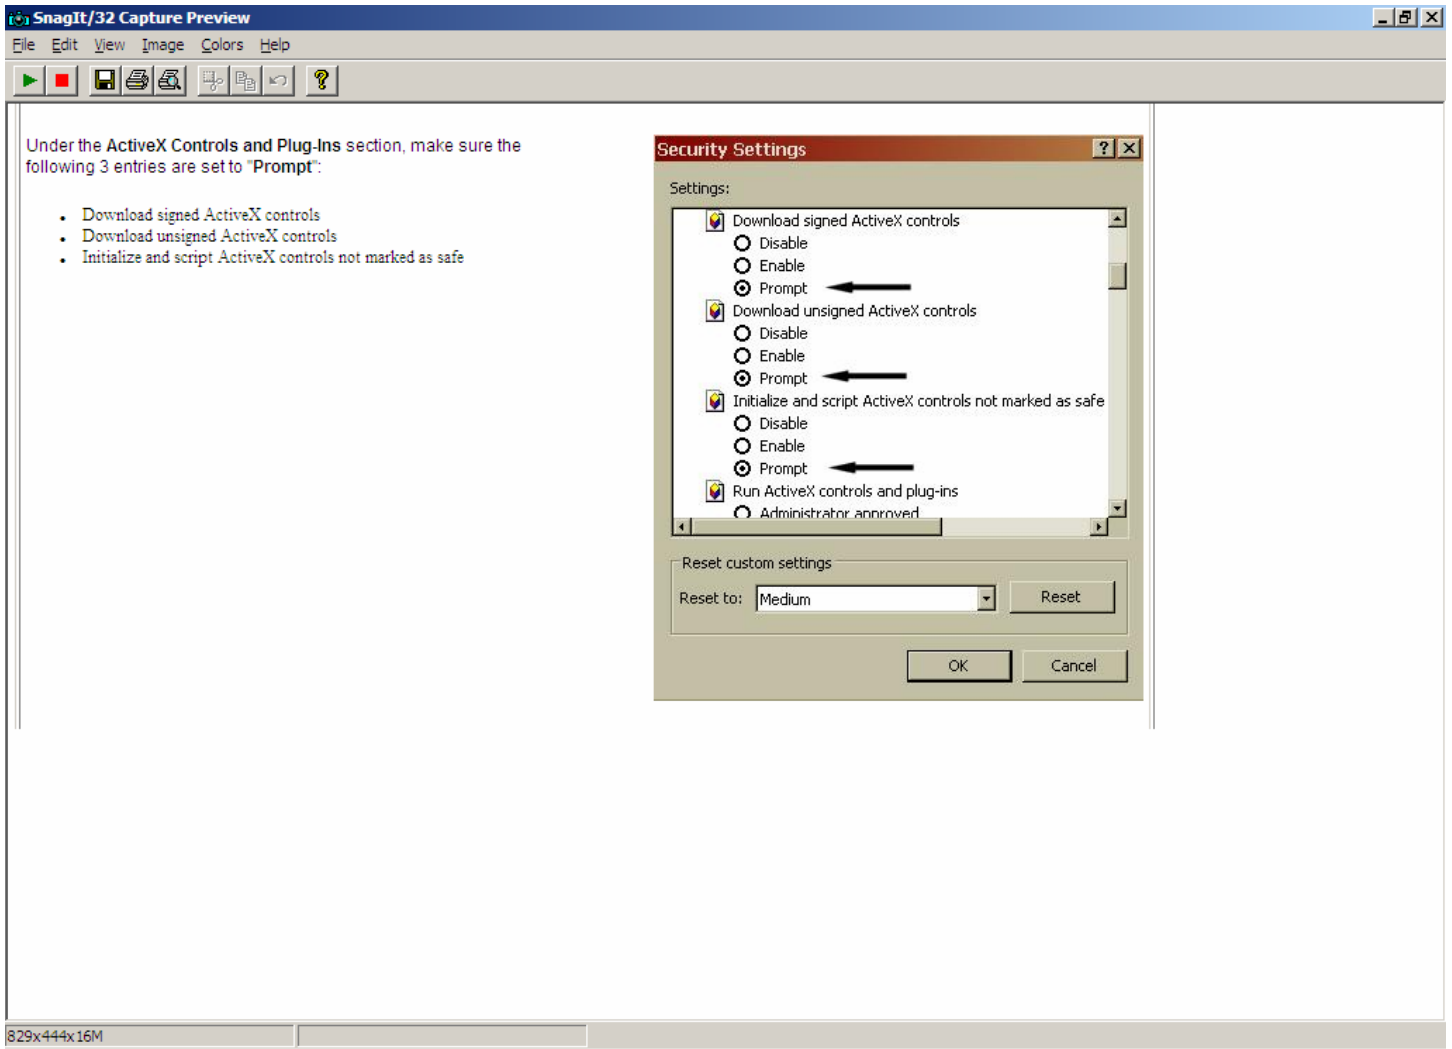 SnagIt/32 Capture Preview
File Edit View Image Colors Help
Under the ActiveX Controls and Plug-Ins section, make sure the
following 3 entries are set to "Prompt":
• Download signed ActiveX controls
• Download unsigned ActiveX controls
• Initialize and script ActiveX controls not marked as safe
Security Settings
Settings:
Download signed ActiveX controls
Disable
Enable
Prompt
Download unsigned ActiveX controls
Disable
Enable
Prompt
Initialize and script ActiveX controls not marked as safe
Disable
Enable
Prompt
Run ActiveX controls and plug-ins
Administrator approved
Reset custom settings
Reset to: Medium Reset
OK Cancel
829x444x16M